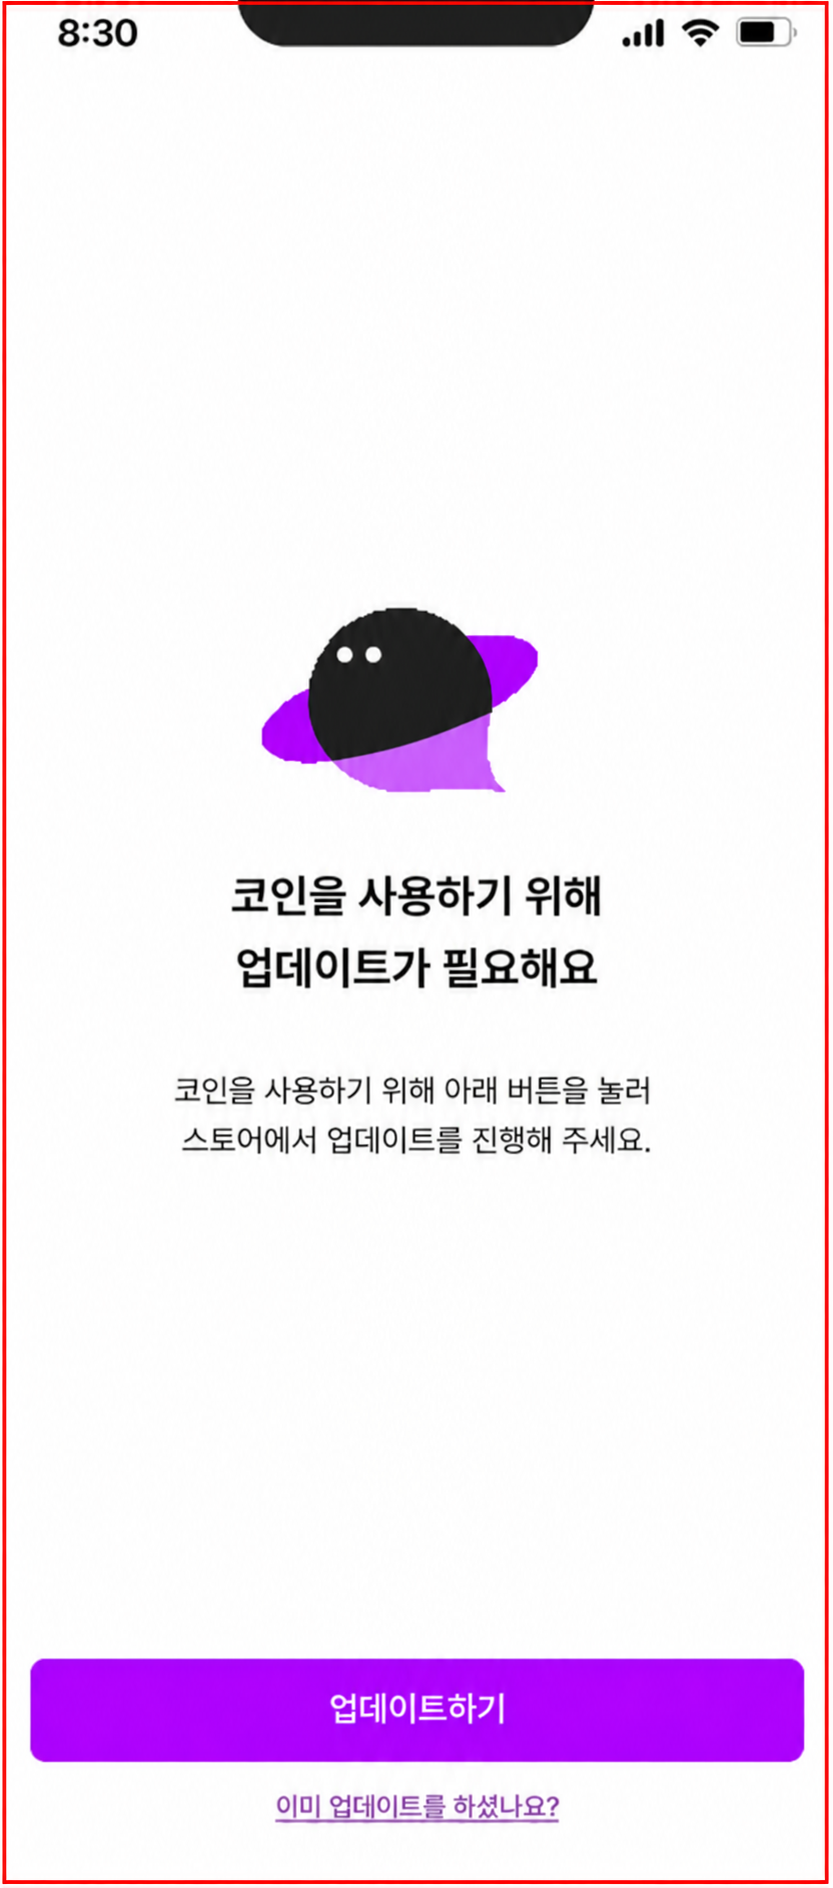 8:30
코인을 사용하기 위해
업데이트가 필요해요
코인을 사용하기 위해 아래 버튼을 눌러
스토어에서 업데이트를 진행해 주세요.
업데이트하기
이미 업데이트를 하셨나요?